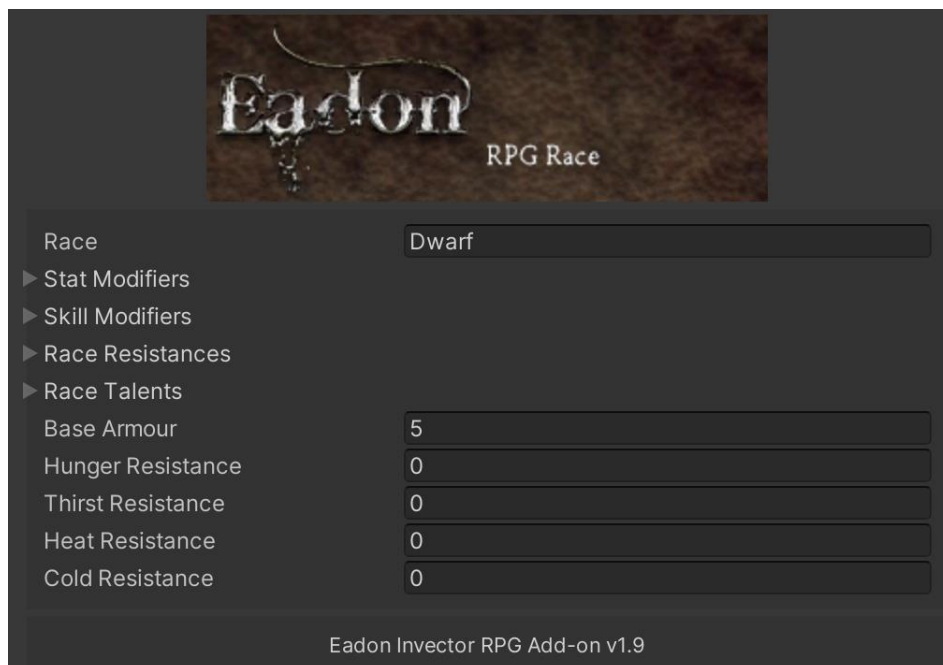 Eadon
RPG Race
Race Dwarf
Stat Modifiers
Skill Modifiers
Race Resistances
Race Talents
Base Armour 5
Hunger Resistance 0
Thirst Resistance 0
Heat Resistance 0
Cold Resistance 0
Eadon Invector RPG Add-on v1.9